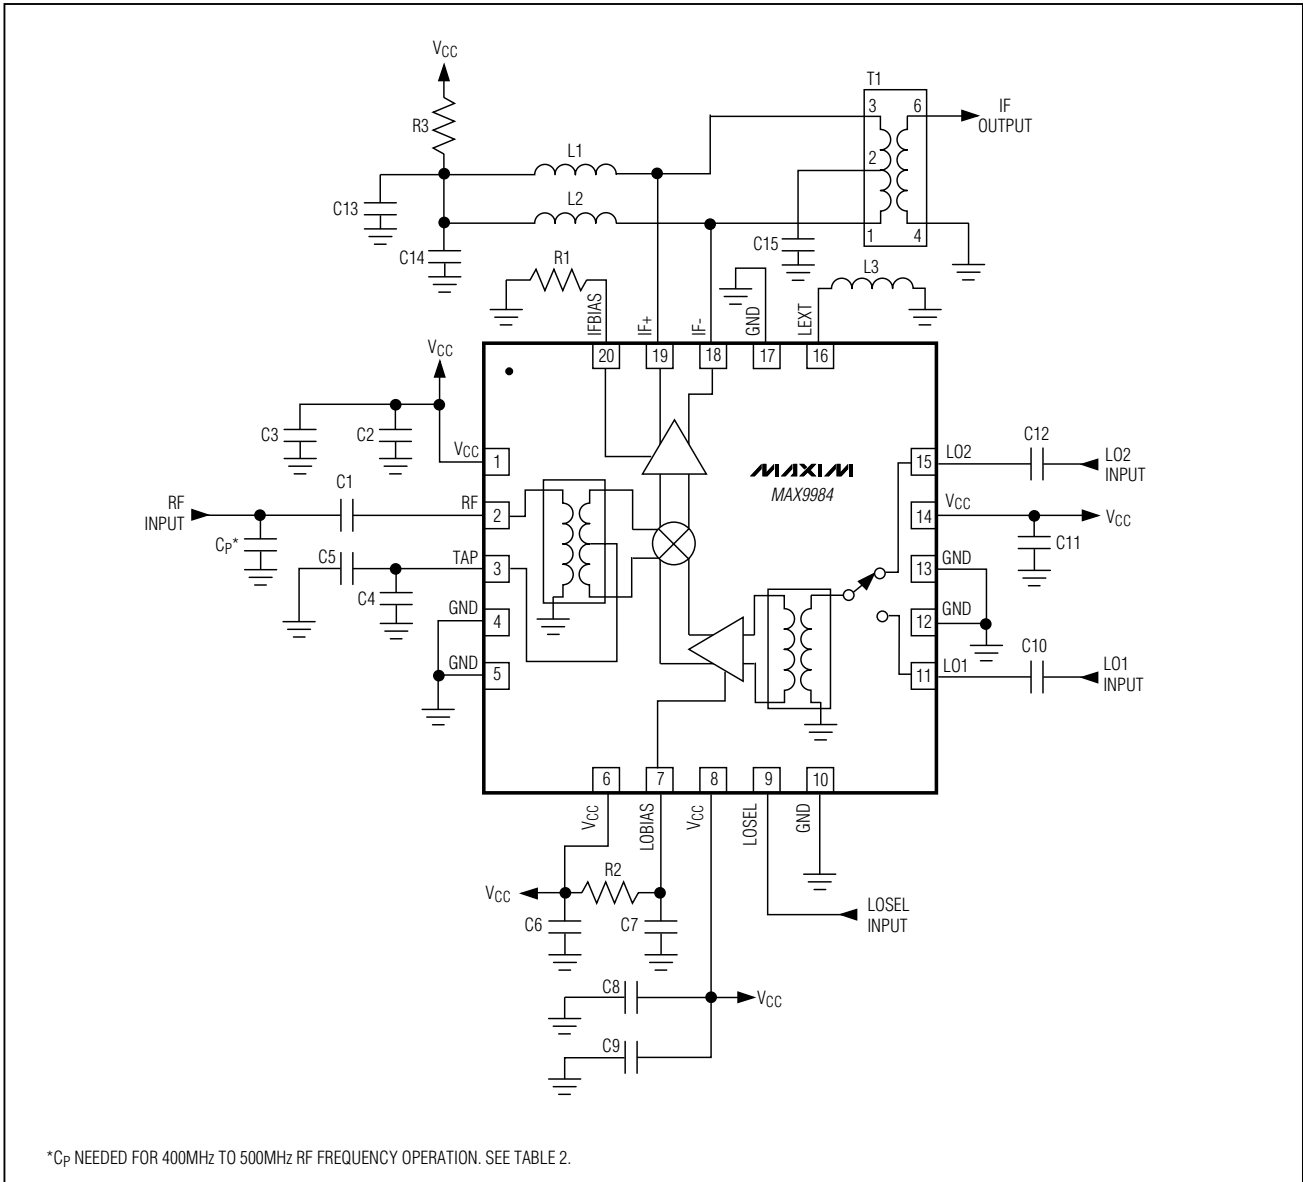 VCC
T1
R3
3
6
IF
OUTPUT
L1
2
C13
L2
1
4
C14
C15
R1
L3
IFBIAS
IF+
IF-
GND
LEXT
20
19
18
17
16
VCC
C3
C2
VCC
1
MAXIM
MAX9984
15
LO2
C12
LO2
INPUT
RF
INPUT
C1
RF
2
14
VCC
VCC
CP*
C5
TAP
3
13
GND
C11
C4
GND
4
12
GND
GND
5
11
LO1
C10
LO1
INPUT
6
7
8
9
10
VCC
LOBIAS
VCC
LOSEL
GND
VCC
R2
C6
C7
LOSEL
INPUT
C8
VCC
C9
*CP NEEDED FOR 400MHz TO 500MHz RF FREQUENCY OPERATION. SEE TABLE 2.